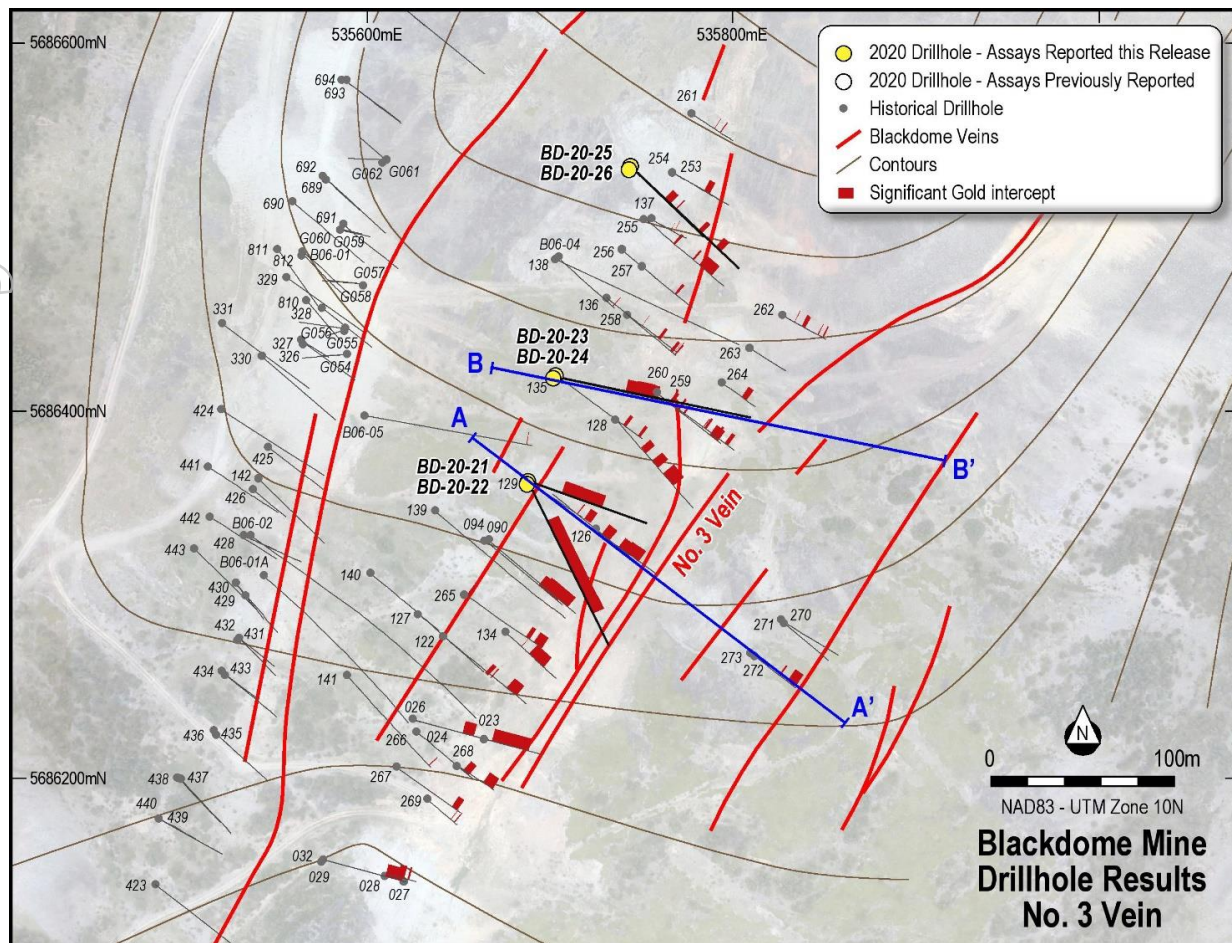 5686600mN
535600mE
535800mE
2020 Drillhole - Assays Reported this Release
2020 Drillhole - Assays Previously Reported
Historical Drillhole
Blackdome Veins
Contours
Significant Gold intercept
694
693
261
G062
G061
BD-20-25
BD-20-26
254
253
692
689
690
137
255
691
G059
G060
B06-01
811
812
B06-04
138
256
257
G057
329
G058
810
328
136
258
262
331
G056
G055
327
326
G054
330
BD-20-23
BD-20-24
263
B
135
260
259
264
5686400mN
424
B06-05
A
128
425
B'
441
142
426
BD-20-21
BD-20-22
129
139
442
B06-02
428
094
090
126
No. 3 Vein
443
B06-01A
140
430
429
265
127
270
271
432
431
122
134
273
272
434
433
141
026
023
A'
436
435
266
024
268
N
0
100m
5686200mN
438
437
267
NAD83 - UTM Zone 10N
440
439
269
Blackdome Mine
Drillhole Results
No. 3 Vein
032
029
028
027
423